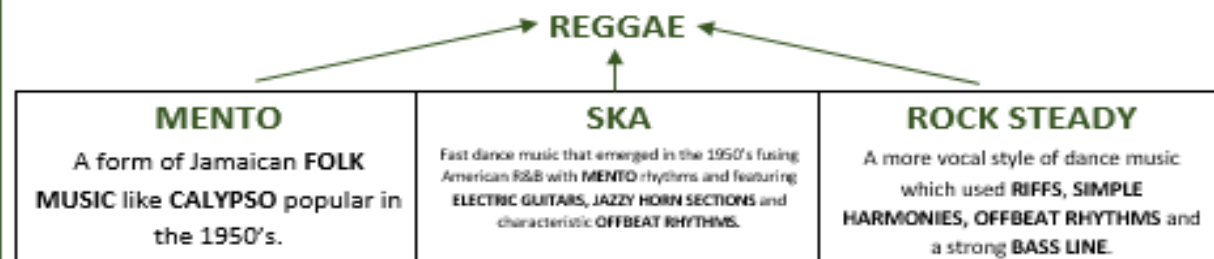 REGGAE
MENTO
A form of Jamaican FOLK
MUSIC like CALYPSO popular in
the 1950's.
SKA
Fast dance music that emerged in the 1950's fusing
American R&B with MENTO rhythms and featuring
ELECTRIC GUITARS, JAZZY HORN SECTIONS and
characteristic OFFBEAT RHYTHMS.
ROCK STEADY
A more vocal style of dance music
which used RIFFS, SIMPLE
HARMONIES, OFFBEAT RHYTHMS and
a strong BASS LINE.